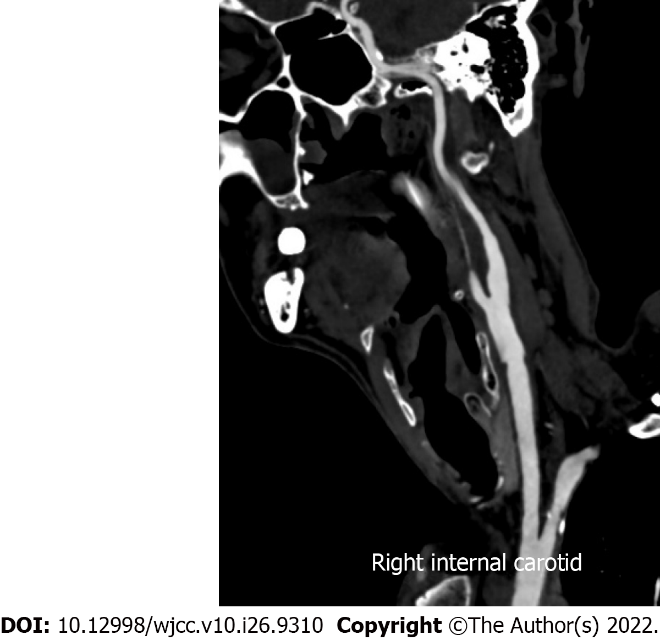 Right internal carotid
DOI: 10.12998/wjcc.v10.i26.9310 Copyright ©The Author(s) 2022.